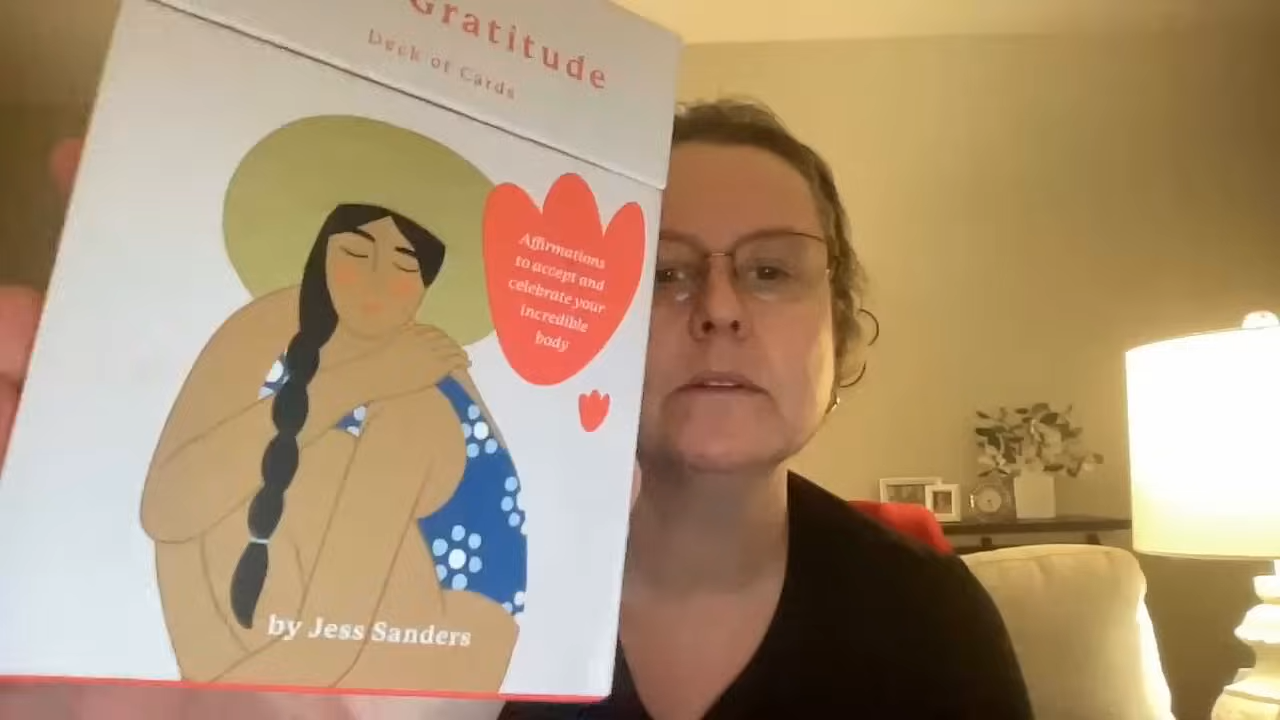 Gratitude
Deck of Cards
Affirmations
to accept and
celebrate your
incredible
body
by Jess Sanders